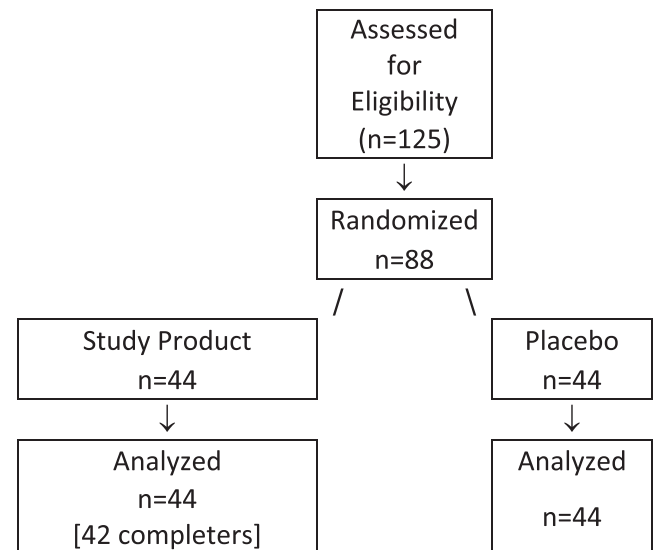 Assessed
for
Eligibility
(n=125)
↓
Randomized
n=88
/ \
Study Product
n=44
Placebo
n=44
↓
↓
Analyzed
n=44
[42 completers]
Analyzed
n=44